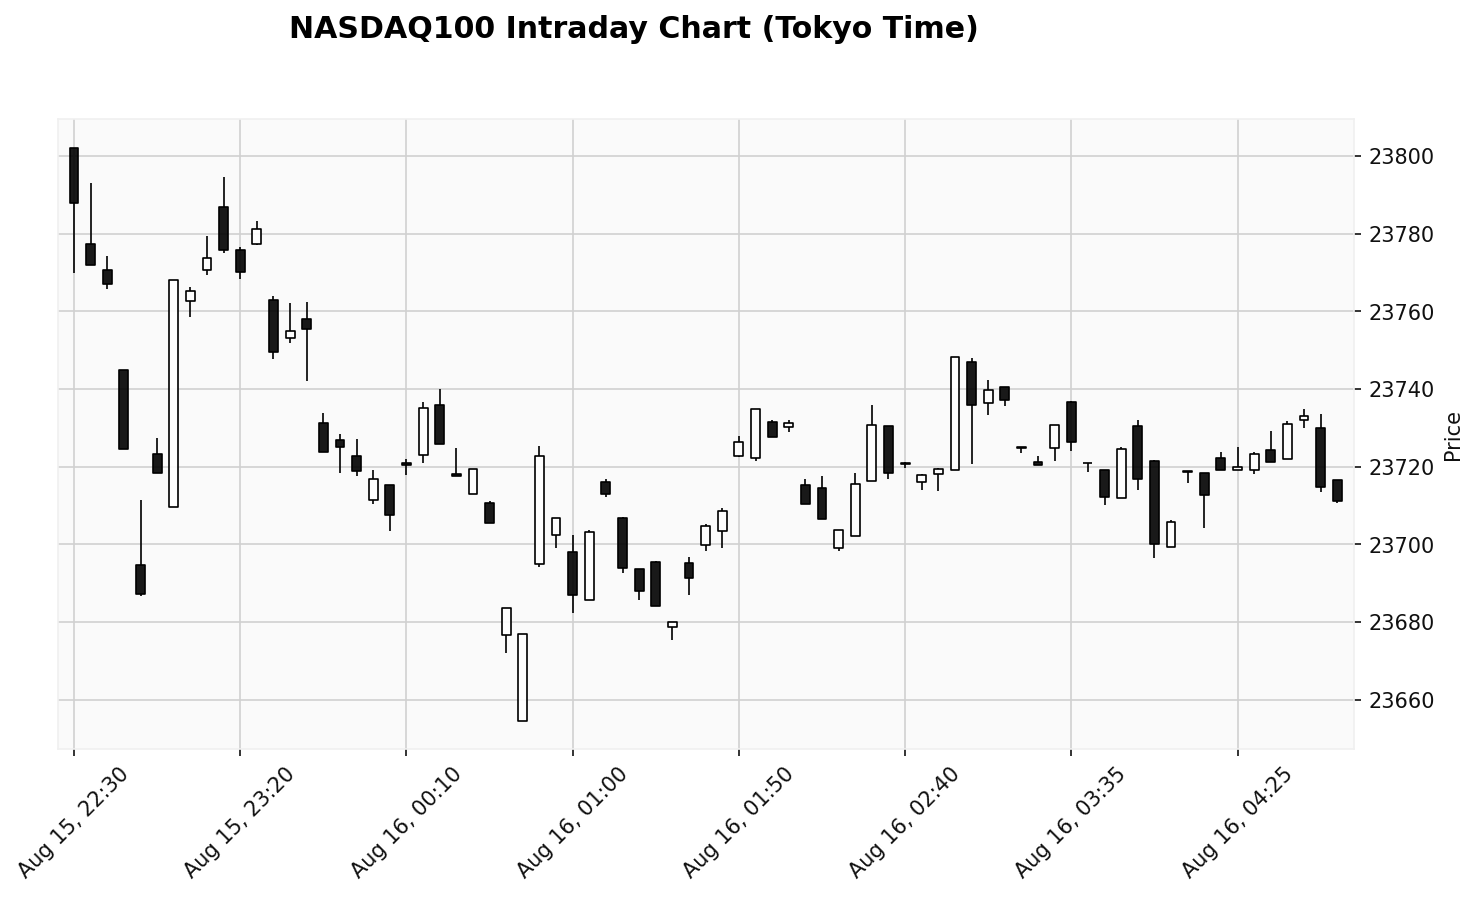 NASDAQ100 Intraday Chart (Tokyo Time)
23800
23780
23760
23740
23720
23700
23680
23660
Price
Aug 15, 22:30
Aug 15, 23:20
Aug 16, 00:10
Aug 16, 01:00
Aug 16, 01:50
Aug 16, 02:40
Aug 16, 03:35
Aug 16, 04:25